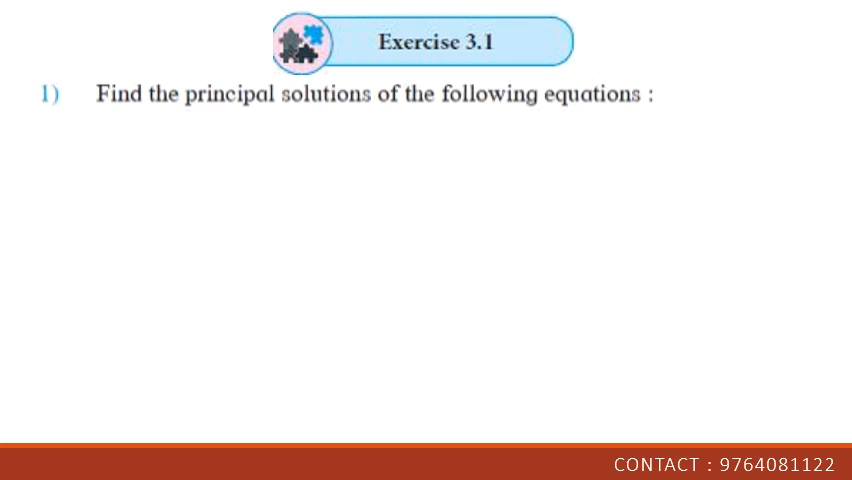 Exercise 3.1
1) Find the principal solutions of the following equations :
CONTACT : 9764081122